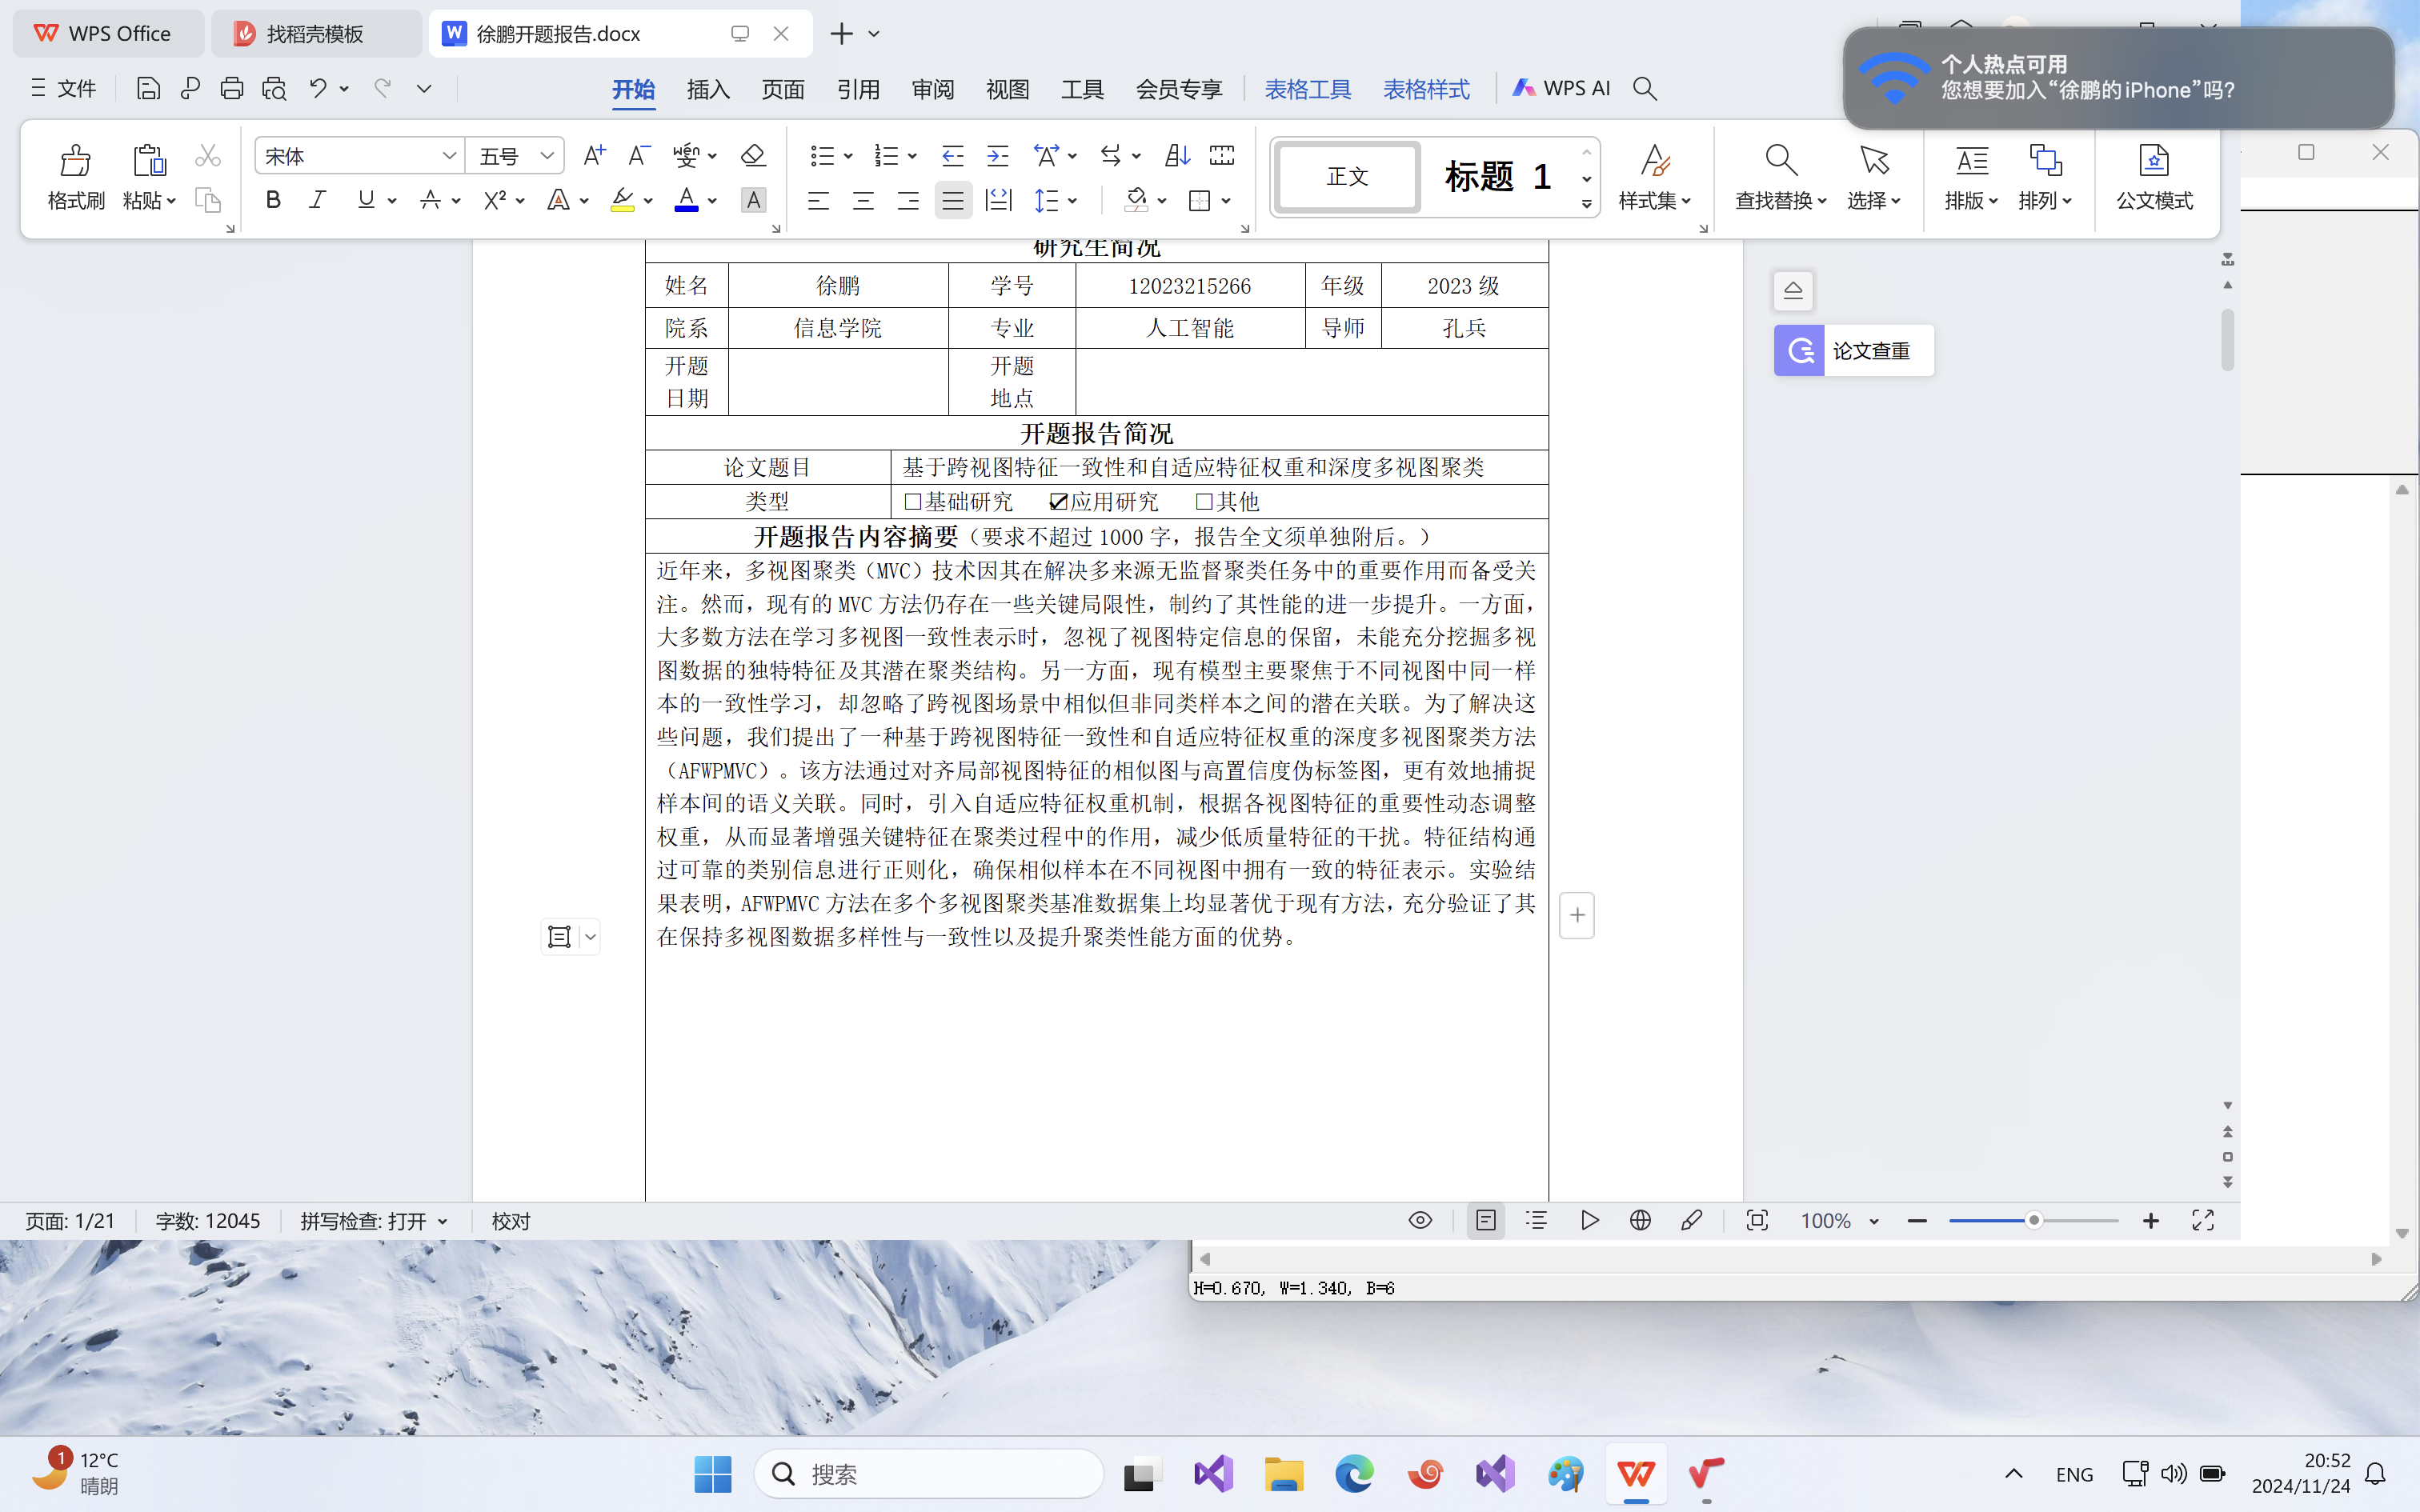 WPS Office
找稻壳模板
徐鹏开题报告.docx
个人热点可用
您想要加入“徐鹏的iPhone”吗?
文件
开始
插入
页面
引用
审阅
视图
工具
会员专享
表格工具
表格样式
WPS AI
格式刷
粘贴
宋体
五号
正文
标题 1
样式集
查找替换
选择
排版
排列
公文模式
研究生简况
姓名 徐鹏 学号 12023215266 年级 2023 级
院系 信息学院 专业 人工智能 导师 孔兵
开题 开题
日期 地点
论文查重
开题报告简况
论文题目 基于跨视图特征一致性和自适应特征权重和深度多视图聚类
类型 □基础研究 ☑应用研究 □其他
开题报告内容摘要（要求不超过 1000 字，报告全文须单独附后。）
近年来，多视图聚类（MVC）技术因其在解决多来源无监督聚类任务中的重要作用而备受关
注。然而，现有的 MVC 方法仍存在一些关键局限性，制约了其性能的进一步提升。一方面，
大多数方法在学习多视图一致性表示时，忽视了视图特定信息的保留，未能充分挖掘多视
图数据的独特特征及其潜在聚类结构。另一方面，现有模型主要聚焦于不同视图中同一样
本的一致性学习，却忽略了跨视图场景中相似但非同类样本之间的潜在关联。为了解决这
些问题，我们提出了一种基于跨视图特征一致性和自适应特征权重的深度多视图聚类方法
（AFWPMVC）。该方法通过对齐局部视图特征的相似图与高置信度伪标签图，更有效地捕捉
样本间的语义关联。同时，引入自适应特征权重机制，根据各视图特征的重要性动态调整
权重，从而显著增强关键特征在聚类过程中的作用，减少低质量特征的干扰。特征结构通
过可靠的类别信息进行正则化，确保相似样本在不同视图中拥有一致的特征表示。实验结
果表明，AFWPMVC 方法在多个多视图聚类基准数据集上均显著优于现有方法，充分验证了其
在保持多视图数据多样性与一致性以及提升聚类性能方面的优势。
页面: 1/21
字数: 12045
拼写检查: 打开
校对
100%
H=0.670, W=1.340, B=6
1
12°C
晴朗
搜索
ENG
20:52
2024/11/24